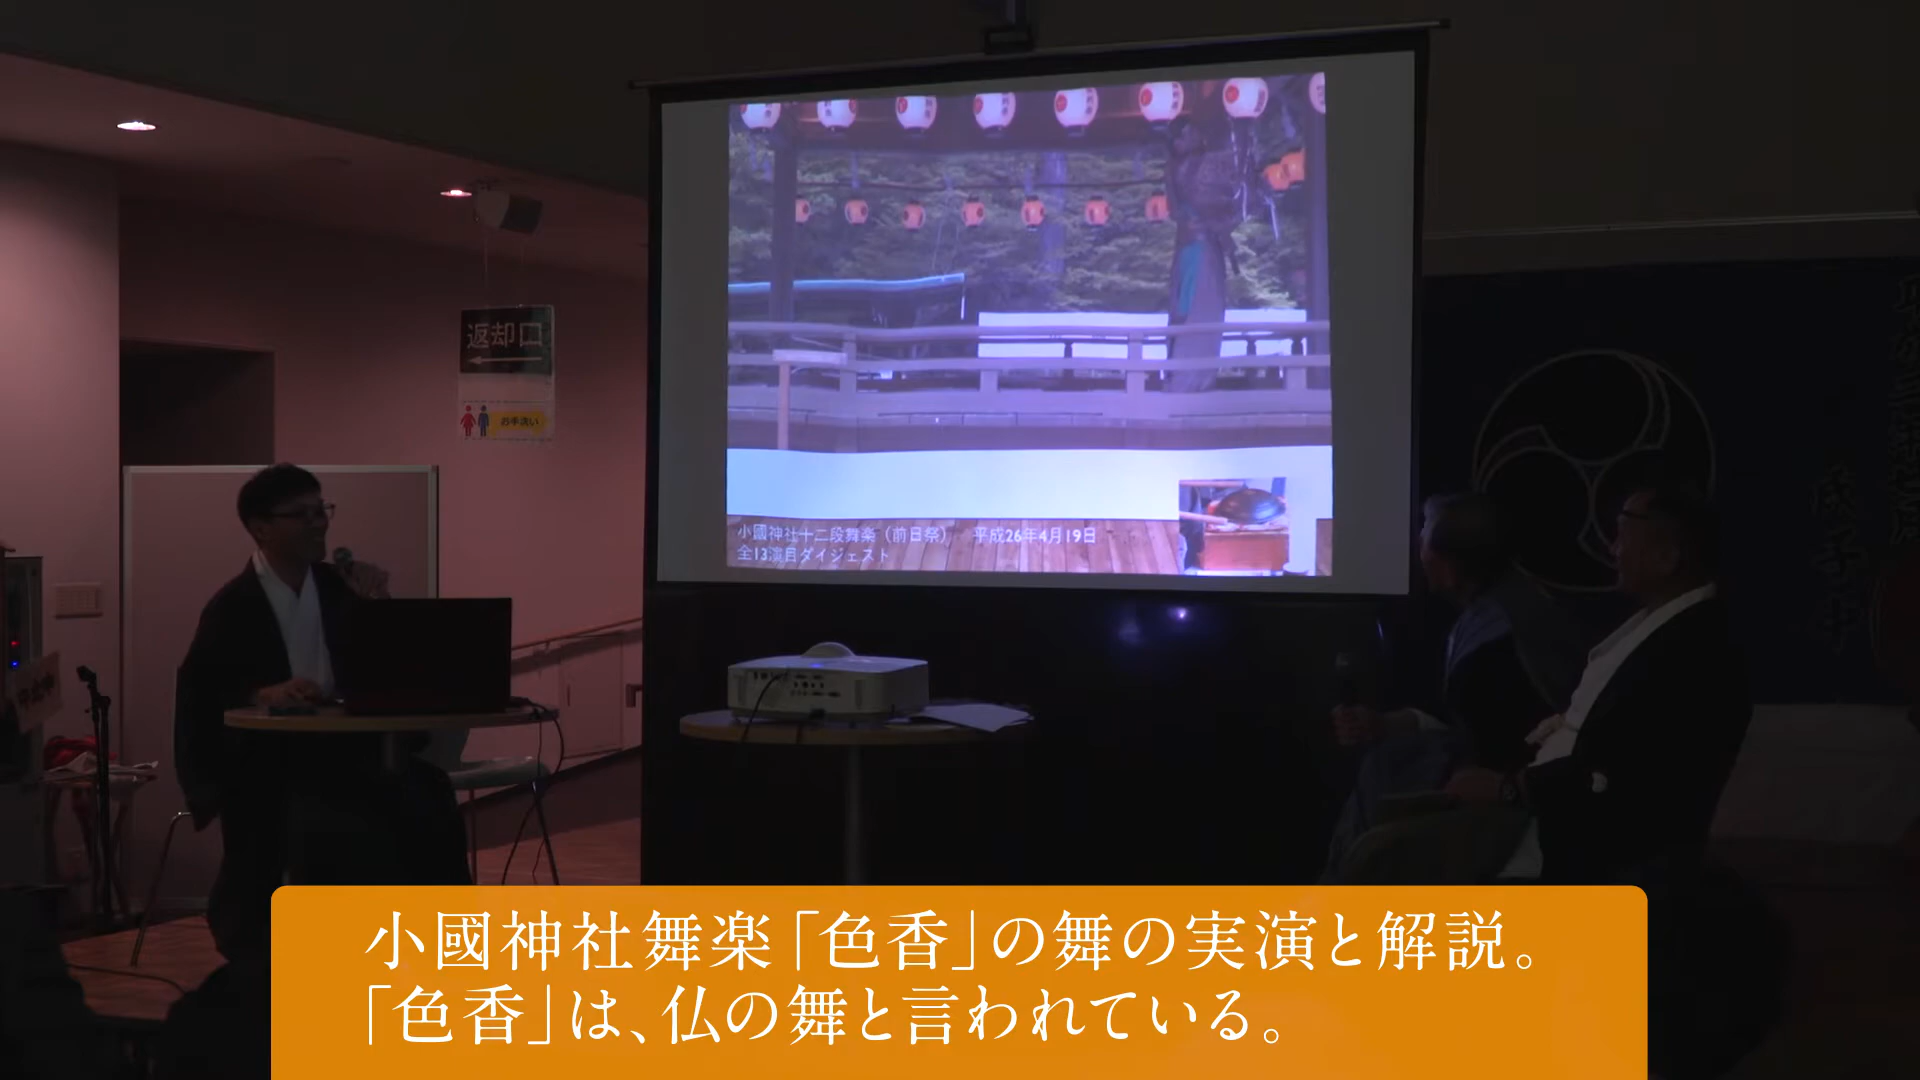 返却口
お手洗い
小國神社十二段舞楽（前日祭） 平成26年4月19日
全13演目ダイジェスト
小國神社舞楽「色香」の舞の実演と解説。
「色香」は、仏の舞と言われている。